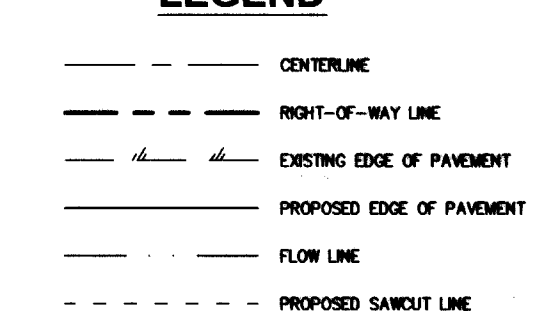 LEGEND
CENTERLINE
RIGHT-OF-WAY LINE
EXISTING EDGE OF PAVEMENT
PROPOSED EDGE OF PAVEMENT
FLOW LINE
PROPOSED SAWCUT LINE